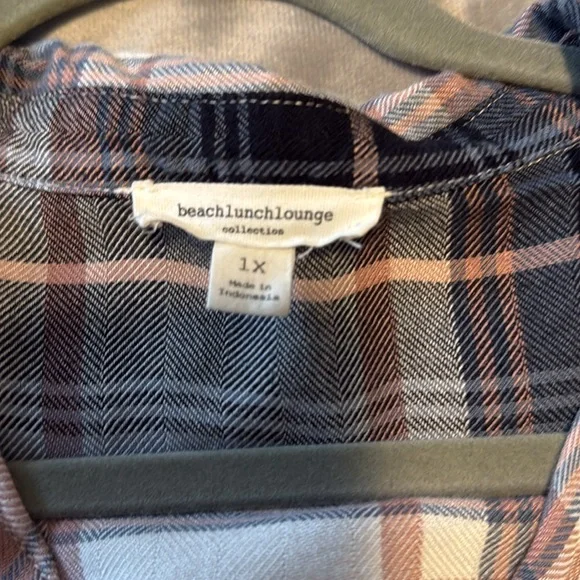 beachlunchlounge
collection
1X
Made in
Indonesia